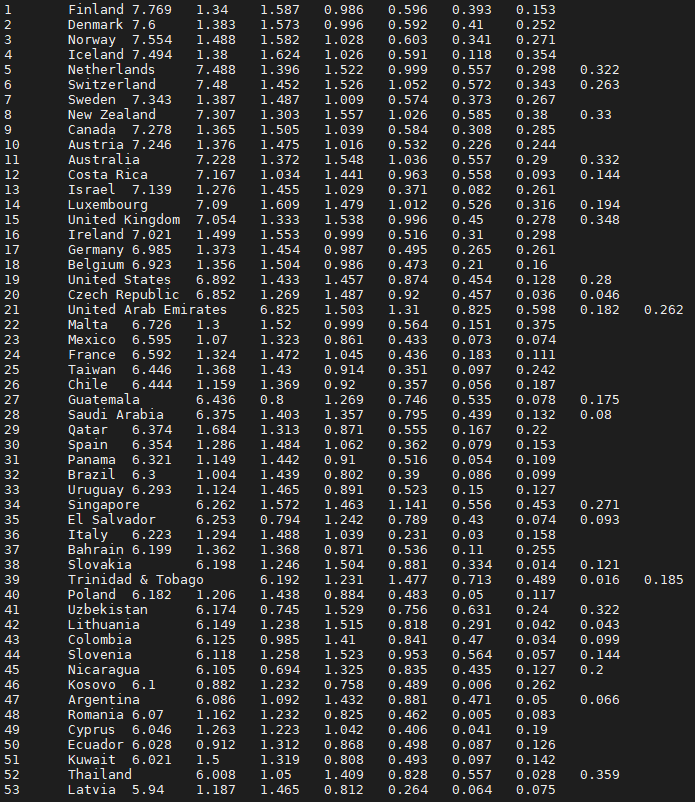 1 Finland 7.769 1.34 1.587 0.986 0.596 0.393 0.153
2 Denmark 7.6 1.383 1.573 0.996 0.592 0.41 0.252
3 Norway 7.554 1.488 1.582 1.028 0.603 0.341 0.271
4 Iceland 7.494 1.38 1.624 1.026 0.591 0.118 0.354
5 Netherlands 7.488 1.396 1.522 0.999 0.557 0.298 0.322
6 Switzerland 7.48 1.452 1.526 1.052 0.572 0.343 0.263
7 Sweden 7.343 1.387 1.487 1.009 0.574 0.373 0.267
8 New Zealand 7.307 1.303 1.557 1.026 0.585 0.38 0.33
9 Canada 7.278 1.365 1.505 1.039 0.584 0.308 0.285
10 Austria 7.246 1.376 1.475 1.016 0.532 0.226 0.244
11 Australia 7.228 1.372 1.548 1.036 0.557 0.29 0.332
12 Costa Rica 7.167 1.034 1.441 0.963 0.558 0.093 0.144
13 Israel 7.139 1.276 1.455 1.029 0.371 0.082 0.261
14 Luxembourg 7.09 1.609 1.479 1.012 0.526 0.316 0.194
15 United Kingdom 7.054 1.333 1.538 0.996 0.45 0.278 0.348
16 Ireland 7.021 1.499 1.553 0.999 0.516 0.31 0.298
17 Germany 6.985 1.373 1.454 0.987 0.495 0.265 0.261
18 Belgium 6.923 1.356 1.504 0.986 0.473 0.21 0.16
19 United States 6.892 1.433 1.457 0.874 0.454 0.128 0.28
20 Czech Republic 6.852 1.269 1.487 0.92 0.457 0.036 0.046
21 United Arab Emirates 6.825 1.503 1.31 0.825 0.598 0.182 0.262
22 Malta 6.726 1.3 1.52 0.999 0.564 0.151 0.375
23 Mexico 6.595 1.07 1.323 0.861 0.433 0.073 0.074
24 France 6.592 1.324 1.472 1.045 0.436 0.183 0.111
25 Taiwan 6.446 1.368 1.43 0.914 0.351 0.097 0.242
26 Chile 6.444 1.159 1.369 0.92 0.357 0.056 0.187
27 Guatemala 6.436 0.8 1.269 0.746 0.535 0.078 0.175
28 Saudi Arabia 6.375 1.403 1.357 0.795 0.439 0.132 0.08
29 Qatar 6.374 1.684 1.313 0.871 0.555 0.167 0.22
30 Spain 6.354 1.286 1.484 1.062 0.362 0.079 0.153
31 Panama 6.321 1.149 1.442 0.91 0.516 0.054 0.109
32 Brazil 6.3 1.004 1.439 0.802 0.39 0.086 0.099
33 Uruguay 6.293 1.124 1.465 0.891 0.523 0.15 0.127
34 Singapore 6.262 1.572 1.463 1.141 0.556 0.453 0.271
35 El Salvador 6.253 0.794 1.242 0.789 0.43 0.074 0.093
36 Italy 6.223 1.294 1.488 1.039 0.231 0.03 0.158
37 Bahrain 6.199 1.362 1.368 0.871 0.536 0.11 0.255
38 Slovakia 6.198 1.246 1.504 0.881 0.334 0.014 0.121
39 Trinidad & Tobago 6.192 1.231 1.477 0.713 0.489 0.016 0.185
40 Poland 6.182 1.206 1.438 0.884 0.483 0.05 0.117
41 Uzbekistan 6.174 0.745 1.529 0.756 0.631 0.24 0.322
42 Lithuania 6.149 1.238 1.515 0.818 0.291 0.042 0.043
43 Colombia 6.125 0.985 1.41 0.841 0.47 0.034 0.099
44 Slovenia 6.118 1.258 1.523 0.953 0.564 0.057 0.144
45 Nicaragua 6.105 0.694 1.325 0.835 0.435 0.127 0.2
46 Kosovo 6.1 0.882 1.232 0.758 0.489 0.006 0.262
47 Argentina 6.086 1.092 1.432 0.881 0.471 0.05 0.066
48 Romania 6.07 1.162 1.232 0.825 0.462 0.005 0.083
49 Cyprus 6.046 1.263 1.223 1.042 0.406 0.041 0.19
50 Ecuador 6.028 0.912 1.312 0.868 0.498 0.087 0.126
51 Kuwait 6.021 1.5 1.319 0.808 0.493 0.097 0.142
52 Thailand 6.008 1.05 1.409 0.828 0.557 0.028 0.359
53 Latvia 5.94 1.187 1.465 0.812 0.264 0.064 0.075